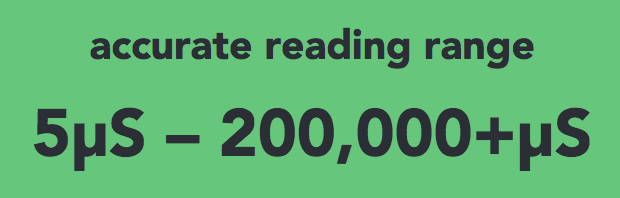 accurate reading range
5µS – 200,000+µS